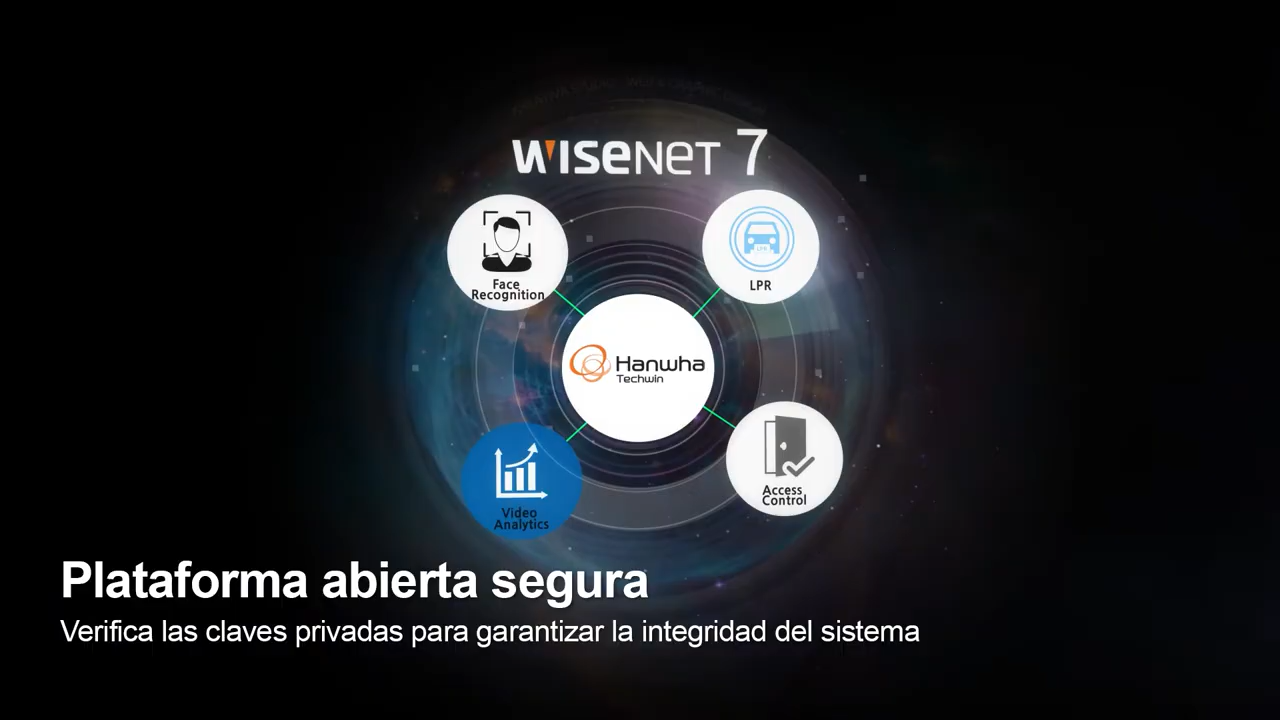 WISENET 7
Face
Recognition
LPR
Hanwha
Techwin
Video
Analytics
Access
Control
Plataforma abierta segura
Verifica las claves privadas para garantizar la integridad del sistema